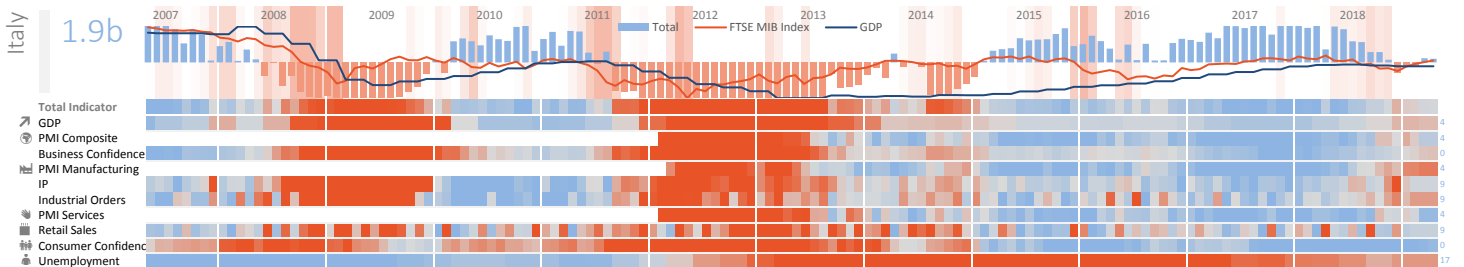 Italy
1.9b
2007 2008 2009 2010 2011 2012 2013 2014 2015 2016 2017 2018
Total FTSE MIB Index GDP
Total Indicator
GDP 4
PMI Composite 4
Business Confidence 0
PMI Manufacturing 4
IP 9
Industrial Orders 9
PMI Services 4
Retail Sales 9
Consumer Confidenc 0
Unemployment 17